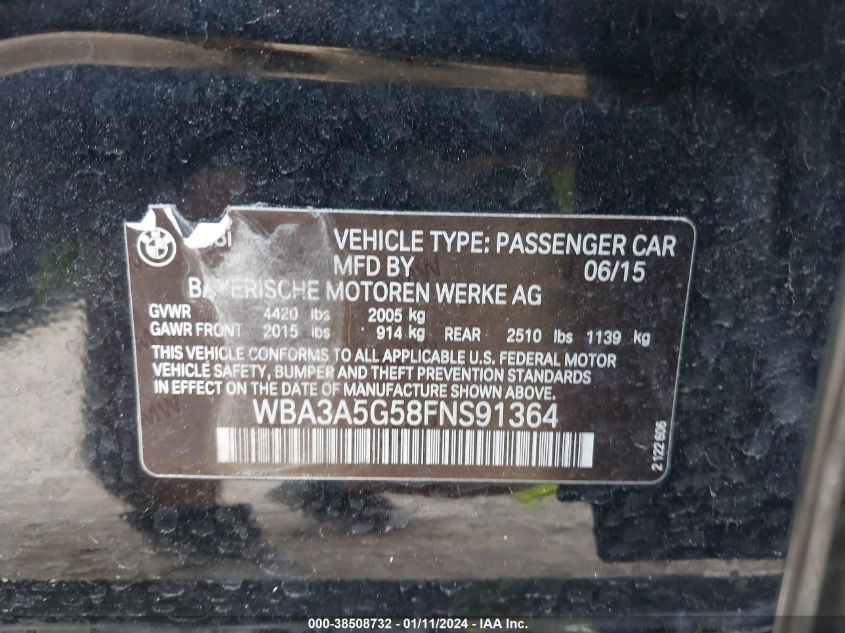 VEHICLE TYPE: PASSENGER CAR
MFD BY 06/15
BAYERISCHE MOTOREN WERKE AG
GVWR 4420 lbs 2005 kg
GAWR FRONT 2015 lbs 914 kg REAR 2510 lbs 1139 kg
THIS VEHICLE CONFORMS TO ALL APPLICABLE U.S. FEDERAL MOTOR
VEHICLE SAFETY, BUMPER AND THEFT PREVENTION STANDARDS
IN EFFECT ON THE DATE OF MANUFACTURE SHOWN ABOVE.
WBA3A5G58FNS91364
2 122 606
000-38508732 - 01/11/2024 - IAA Inc.